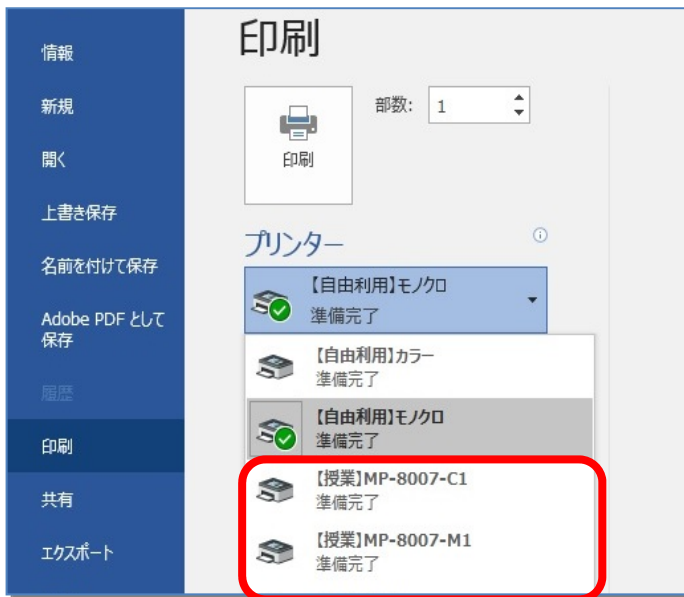 情報
新規
開く
上書き保存
名前を付けて保存
Adobe PDF として
保存
履歴
印刷
共有
エクスポート
印刷
印刷
部数: 1
プリンター
【自由利用】モノクロ
準備完了
【自由利用】カラー
準備完了
【自由利用】モノクロ
準備完了
【授業】MP-8007-C1
準備完了
【授業】MP-8007-M1
準備完了